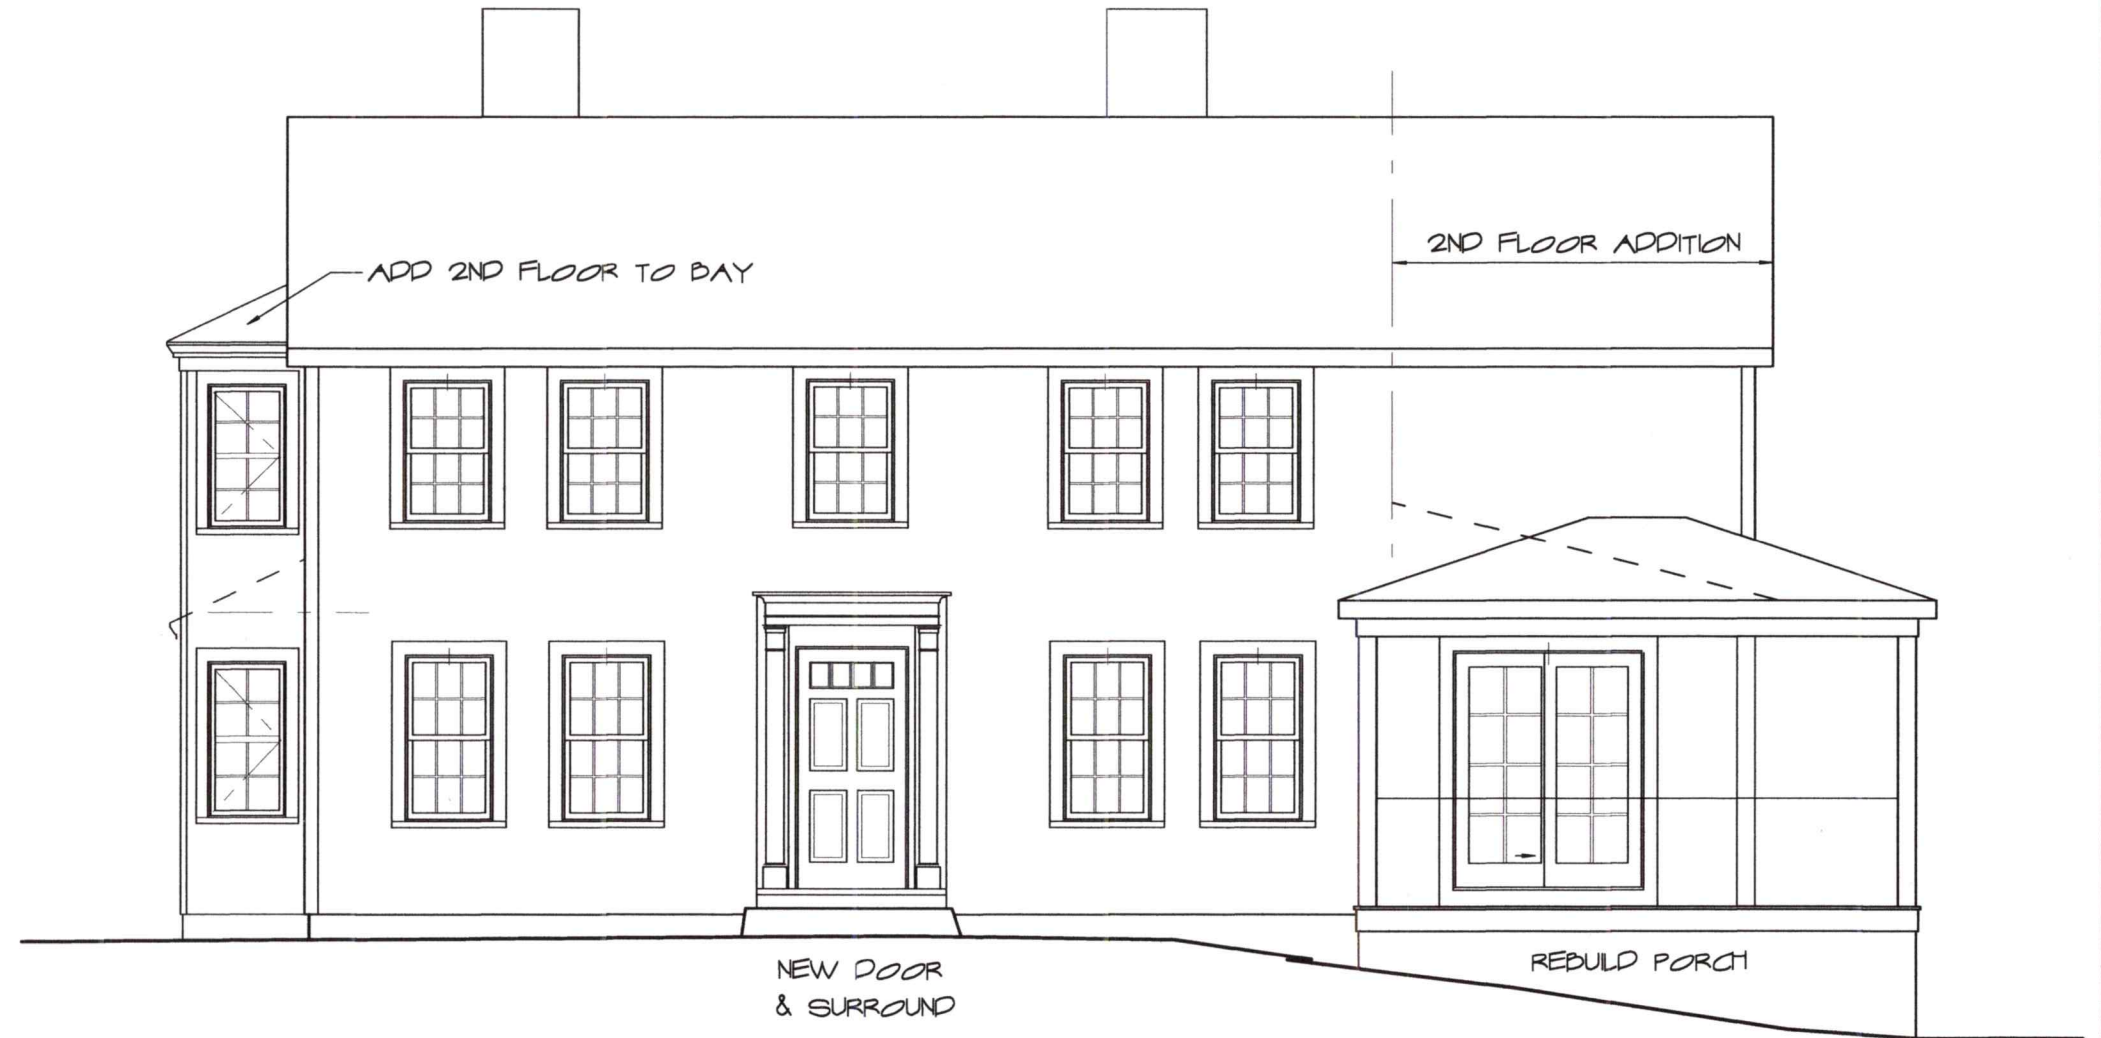 2ND FLOOR ADDITION
ADD 2ND FLOOR TO BAY
NEW DOOR
& SURROUND
REBUILD PORCH